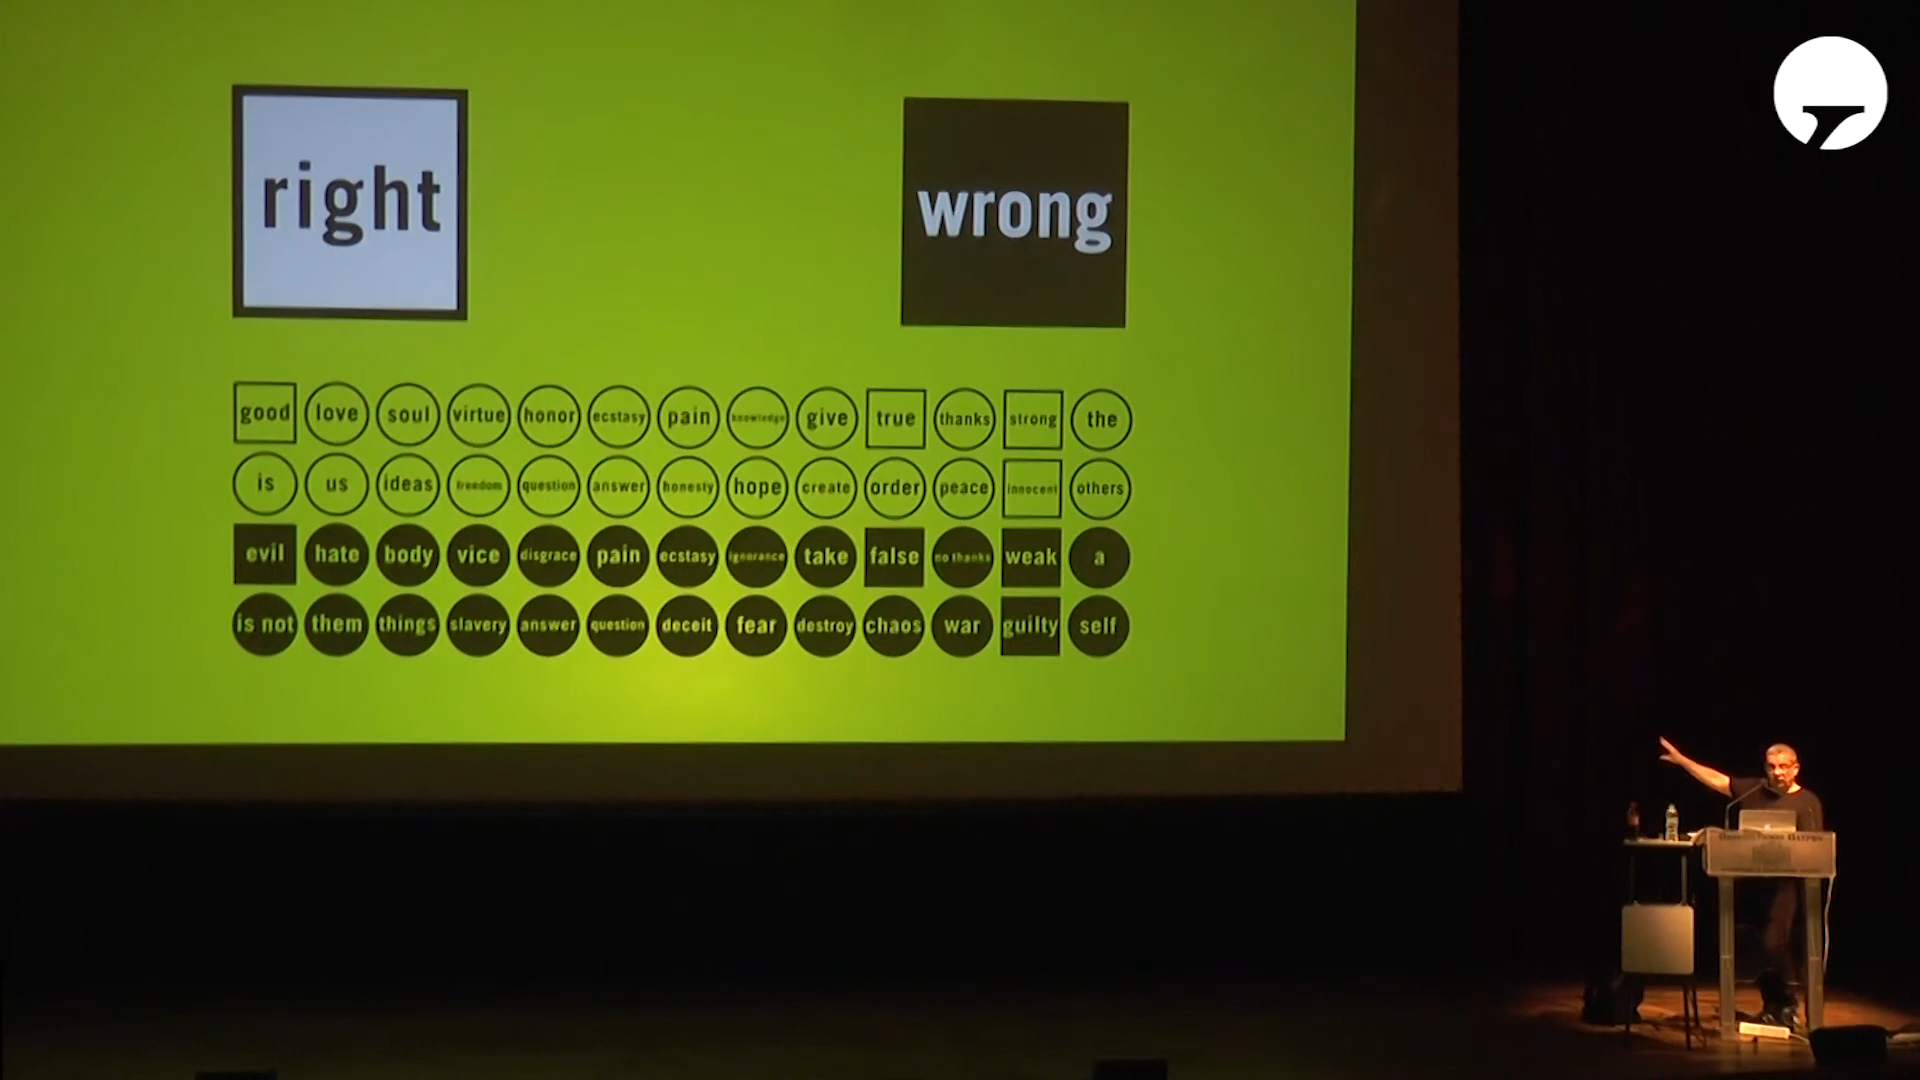 right wrong
good love soul virtue honor ecstasy pain knowledge give true thanks strong the
is us ideas freedom question answer honesty hope create order peace innocent others
evil hate body vice disgrace pain ecstasy ignorance take false no thanks weak a
is not them things slavery answer question deceit fear destroy chaos war guilty self